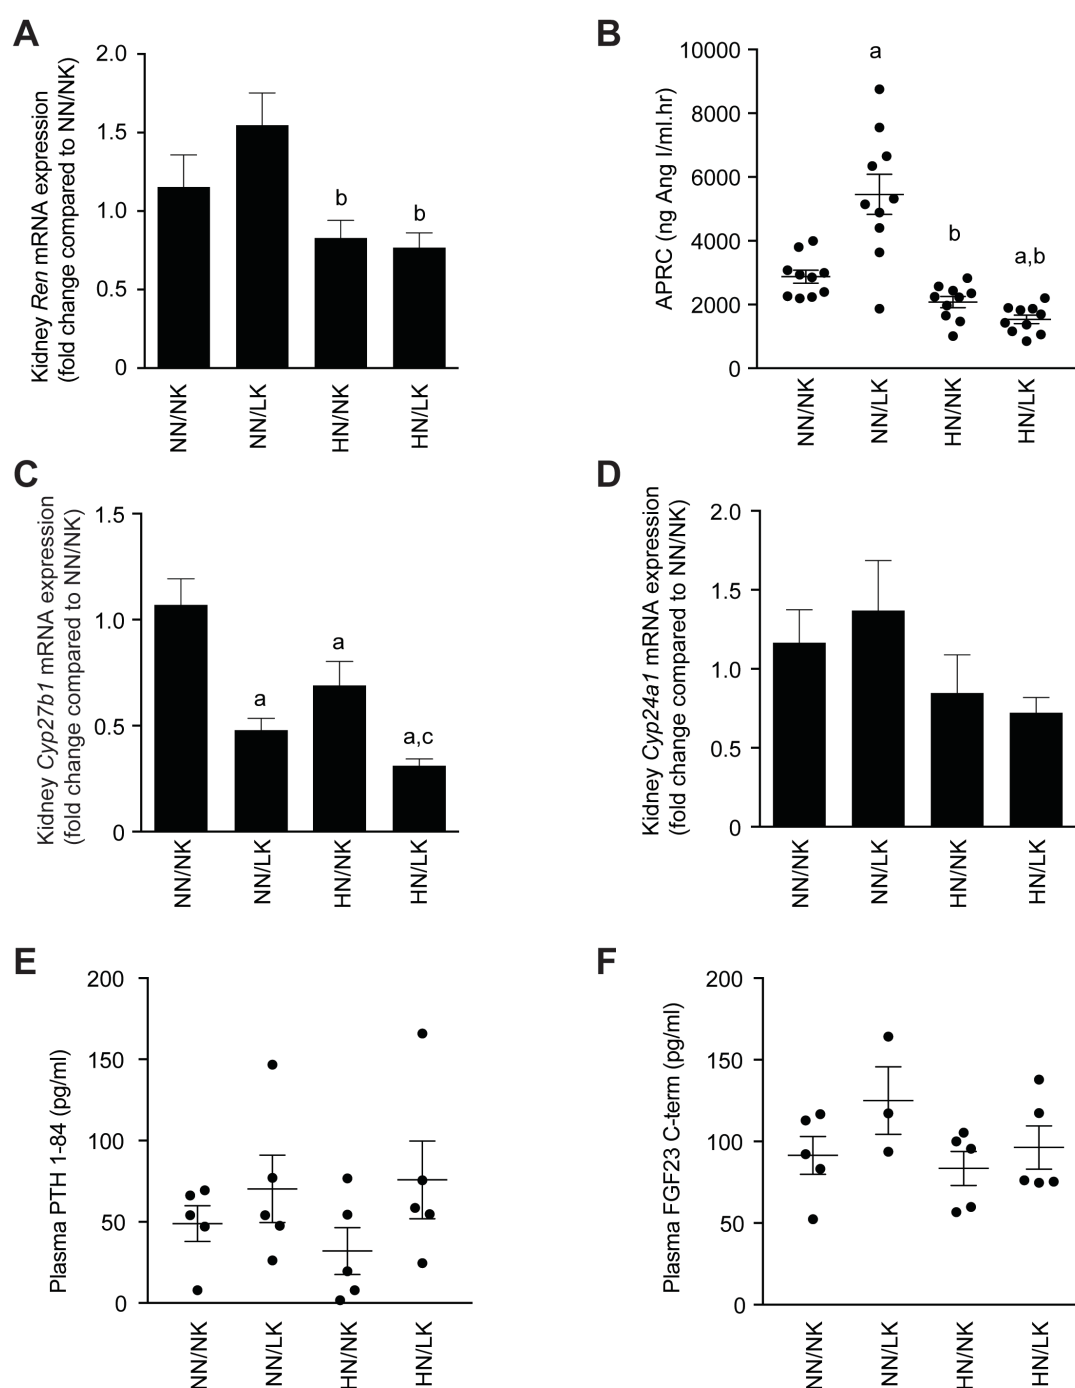 A
Kidney Ren mRNA expression
(fold change compared to NN/NK)
2.0
1.5
1.0
0.5
0
b
b
NN/NK
NN/LK
HN/NK
HN/LK
B
APRC (ng Ang I/ml.hr)
10000
8000
6000
4000
2000
0
a
b
a,b
NN/NK
NN/LK
HN/NK
HN/LK
C
Kidney Cyp27b1 mRNA expression
(fold change compared to NN/NK)
1.5
1.0
0.5
0
a
a
a,c
NN/NK
NN/LK
HN/NK
HN/LK
D
Kidney Cyp24a1 mRNA expression
(fold change compared to NN/NK)
2.0
1.5
1.0
0.5
0
NN/NK
NN/LK
HN/NK
HN/LK
E
Plasma PTH 1-84 (pg/ml)
200
150
100
50
0
NN/NK
NN/LK
HN/NK
HN/LK
F
Plasma FGF23 C-term (pg/ml)
200
150
100
50
0
NN/NK
NN/LK
HN/NK
HN/LK